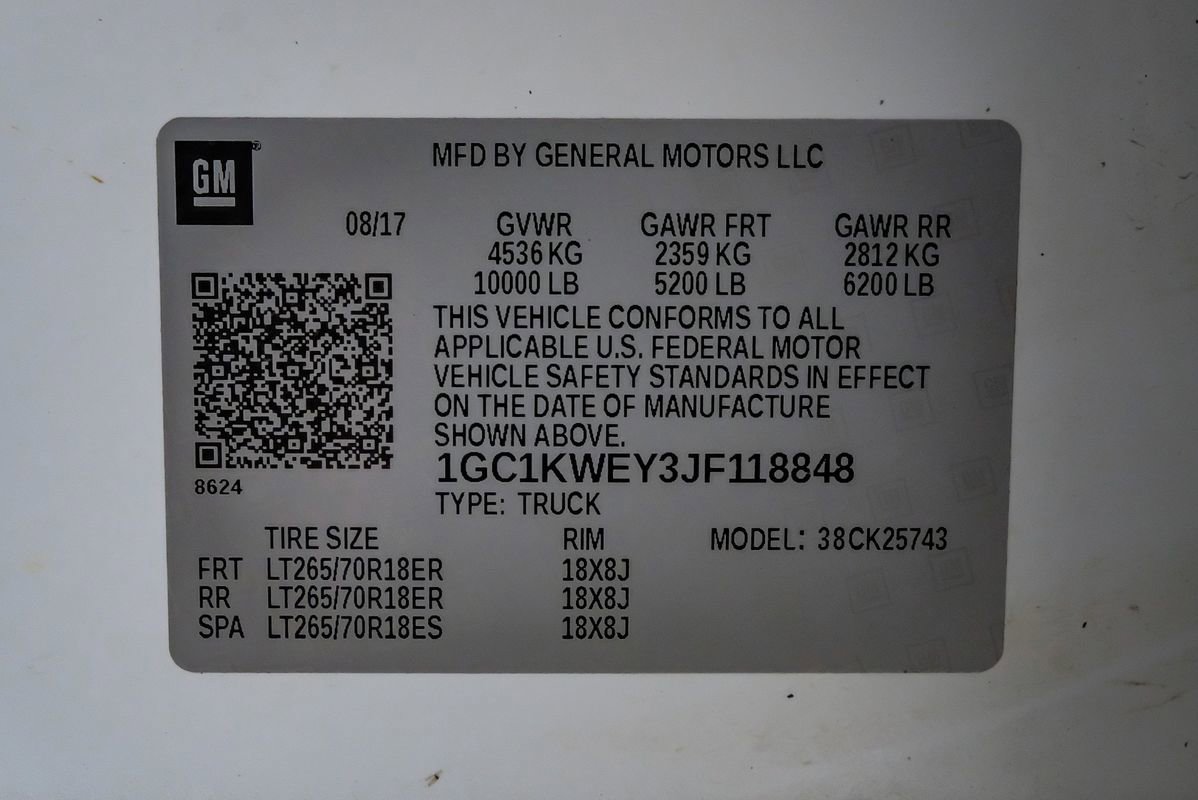 GM
MFD BY GENERAL MOTORS LLC
08/17 GVWR GAWR FRT GAWR RR
4536 KG 2359 KG 2812 KG
10000 LB 5200 LB 6200 LB
THIS VEHICLE CONFORMS TO ALL
APPLICABLE U.S. FEDERAL MOTOR
VEHICLE SAFETY STANDARDS IN EFFECT
ON THE DATE OF MANUFACTURE
SHOWN ABOVE.
1GC1KWEY3JF118848
8624
TYPE: TRUCK
TIRE SIZE RIM MODEL: 38CK25743
FRT LT265/70R18ER 18X8J
RR LT265/70R18ER 18X8J
SPA LT265/70R18ES 18X8J